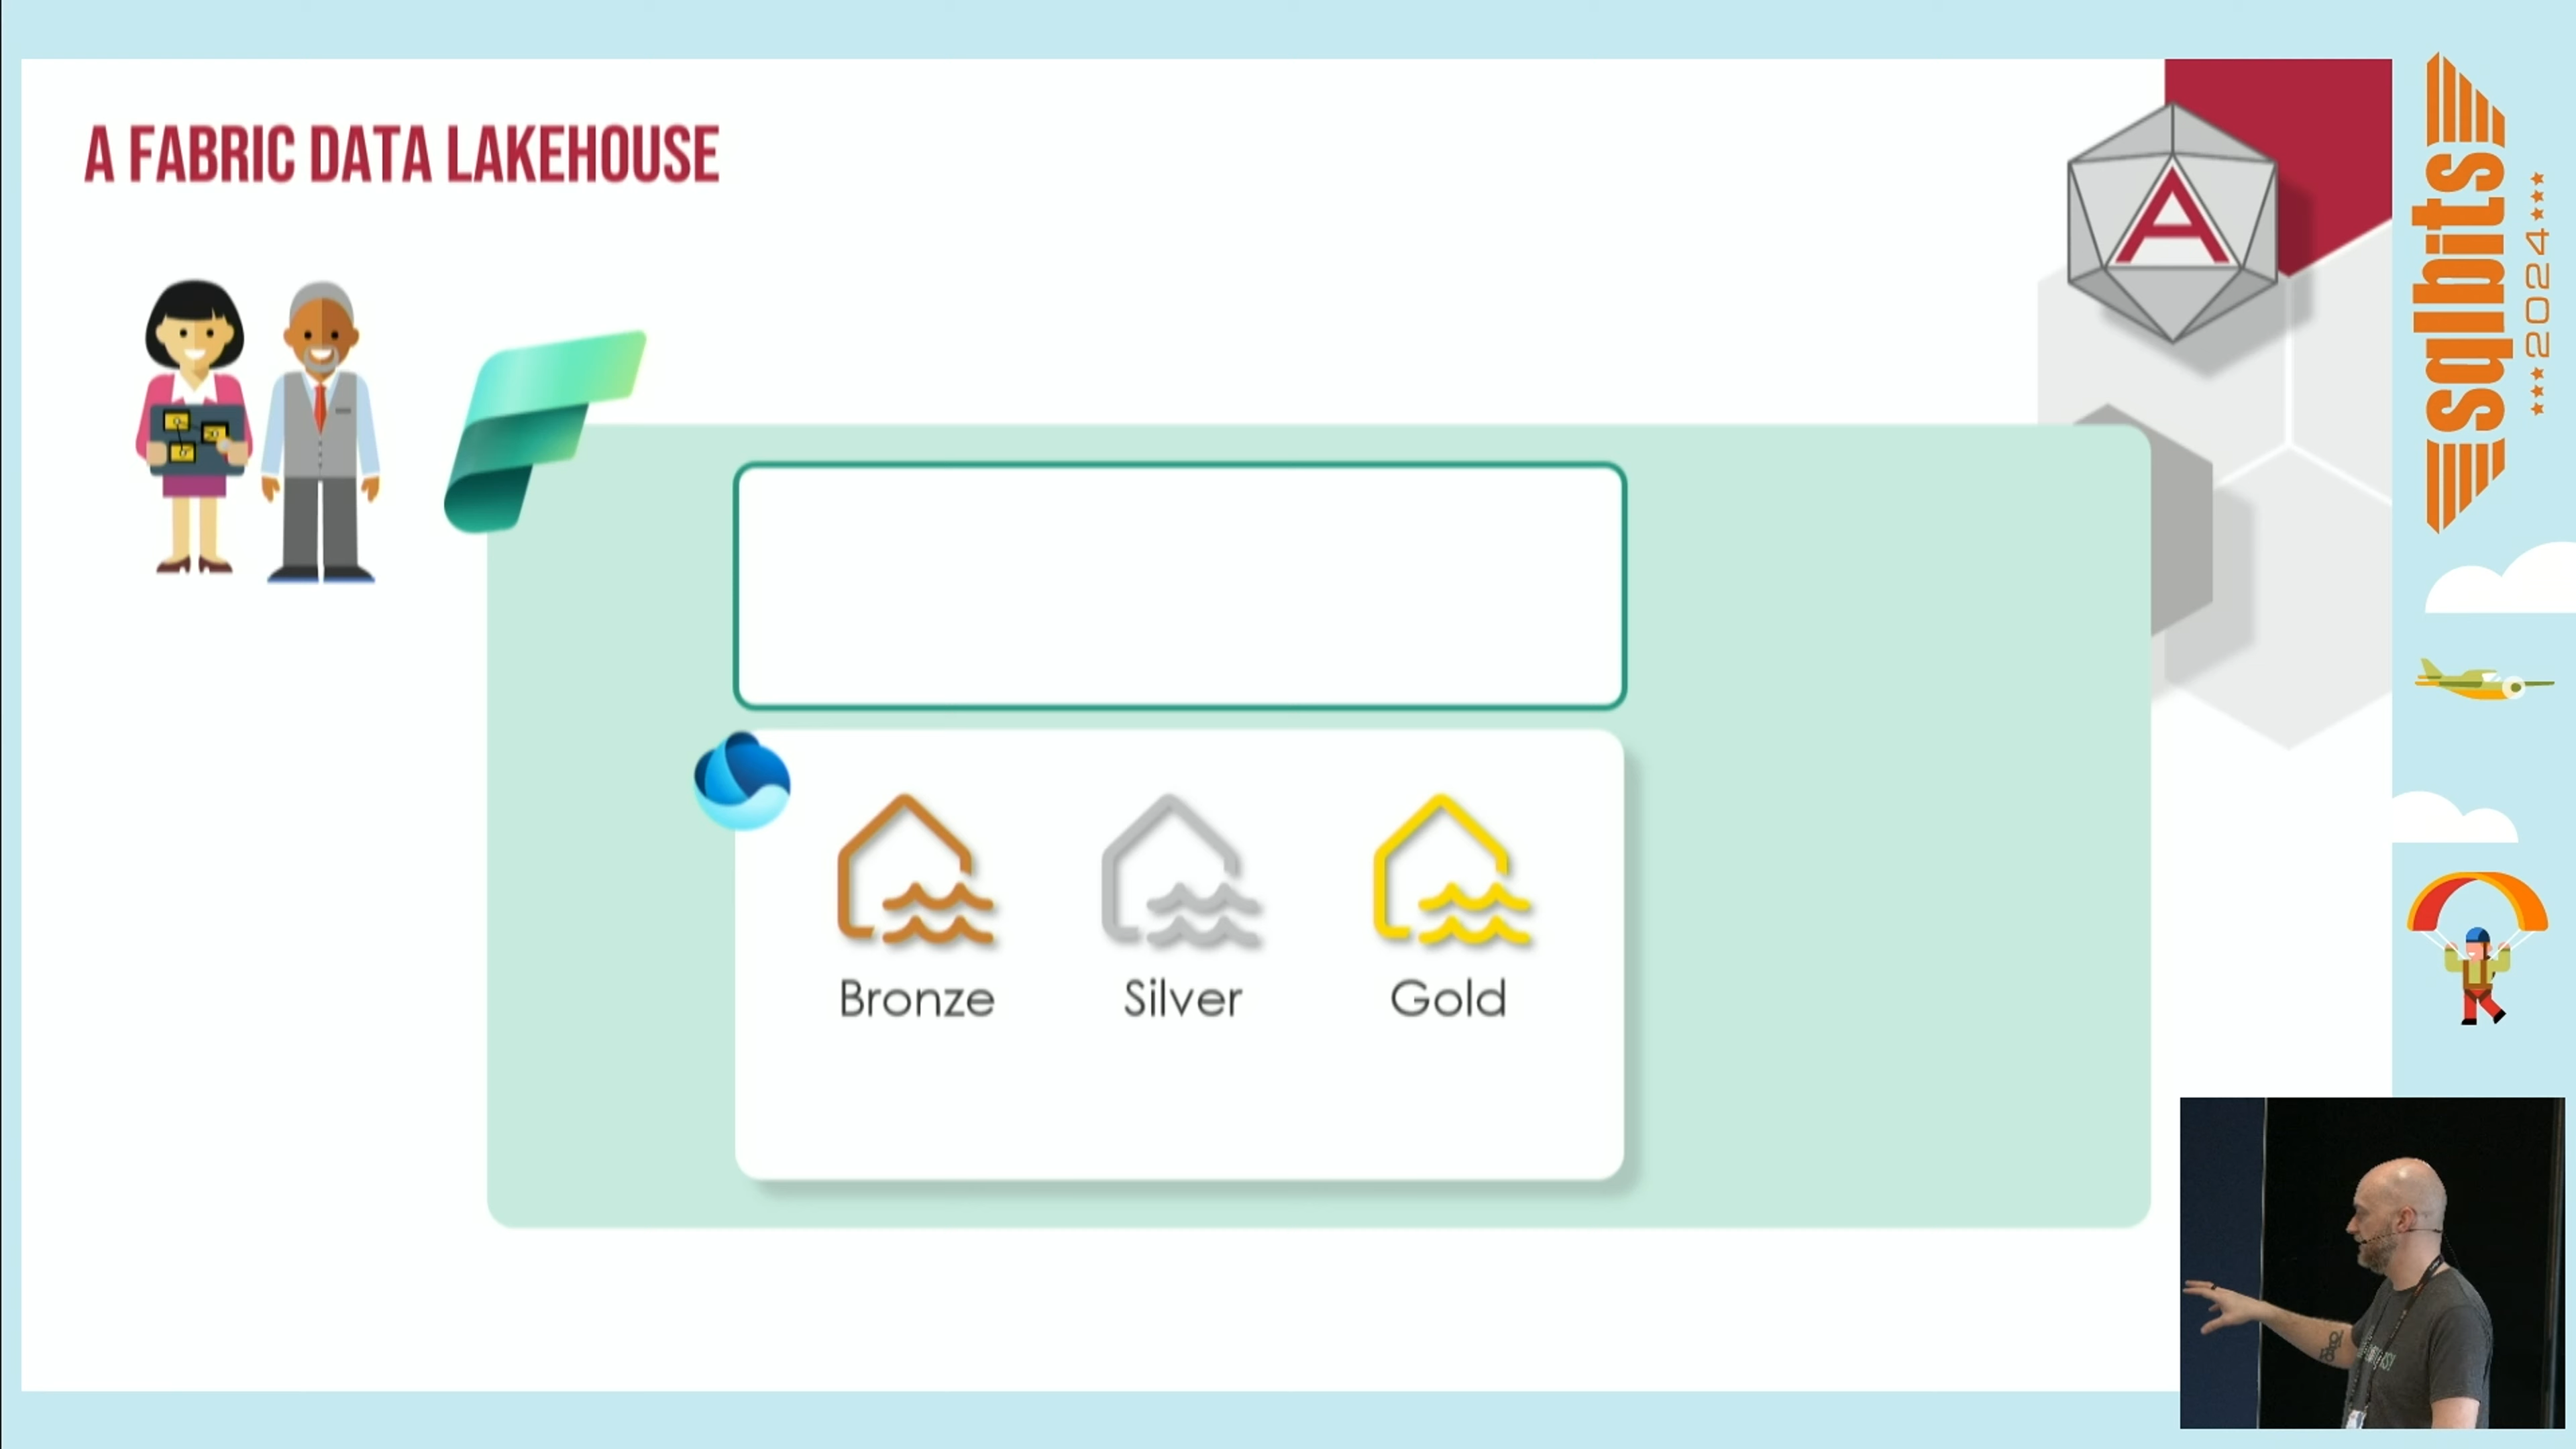 A FABRIC DATA LAKEHOUSE
A
sqlbits
2024
Bronze
Silver
Gold